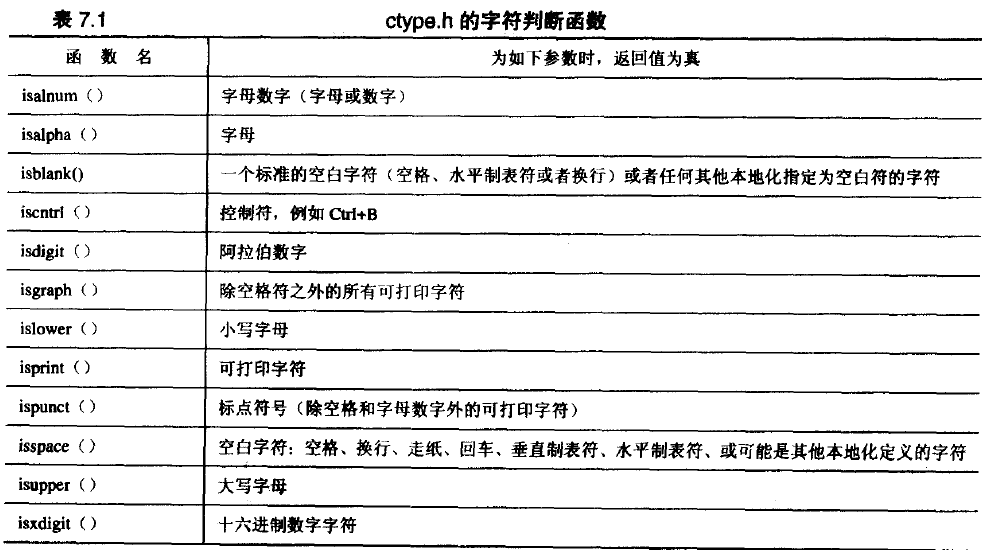 表 7.1 ctype.h 的字符判断函数
函 数 名 为如下参数时，返回值为真
isalnum（） 字母数字（字母或数字）
isalpha（） 字母
isblank() 一个标准的空白字符（空格、水平制表符或者换行）或者任何其他本地化指定为空白符的字符
iscntrl（） 控制符，例如 Ctrl+B
isdigit（） 阿拉伯数字
isgraph（） 除空格符之外的所有可打印字符
islower（） 小写字母
isprint（） 可打印字符
ispunct（） 标点符号（除空格和字母数字外的可打印字符）
isspace（） 空白字符：空格、换行、走纸、回车、垂直制表符、水平制表符、或可能是其他本地化定义的字符
isupper（） 大写字母
isxdigit（） 十六进制数字字符